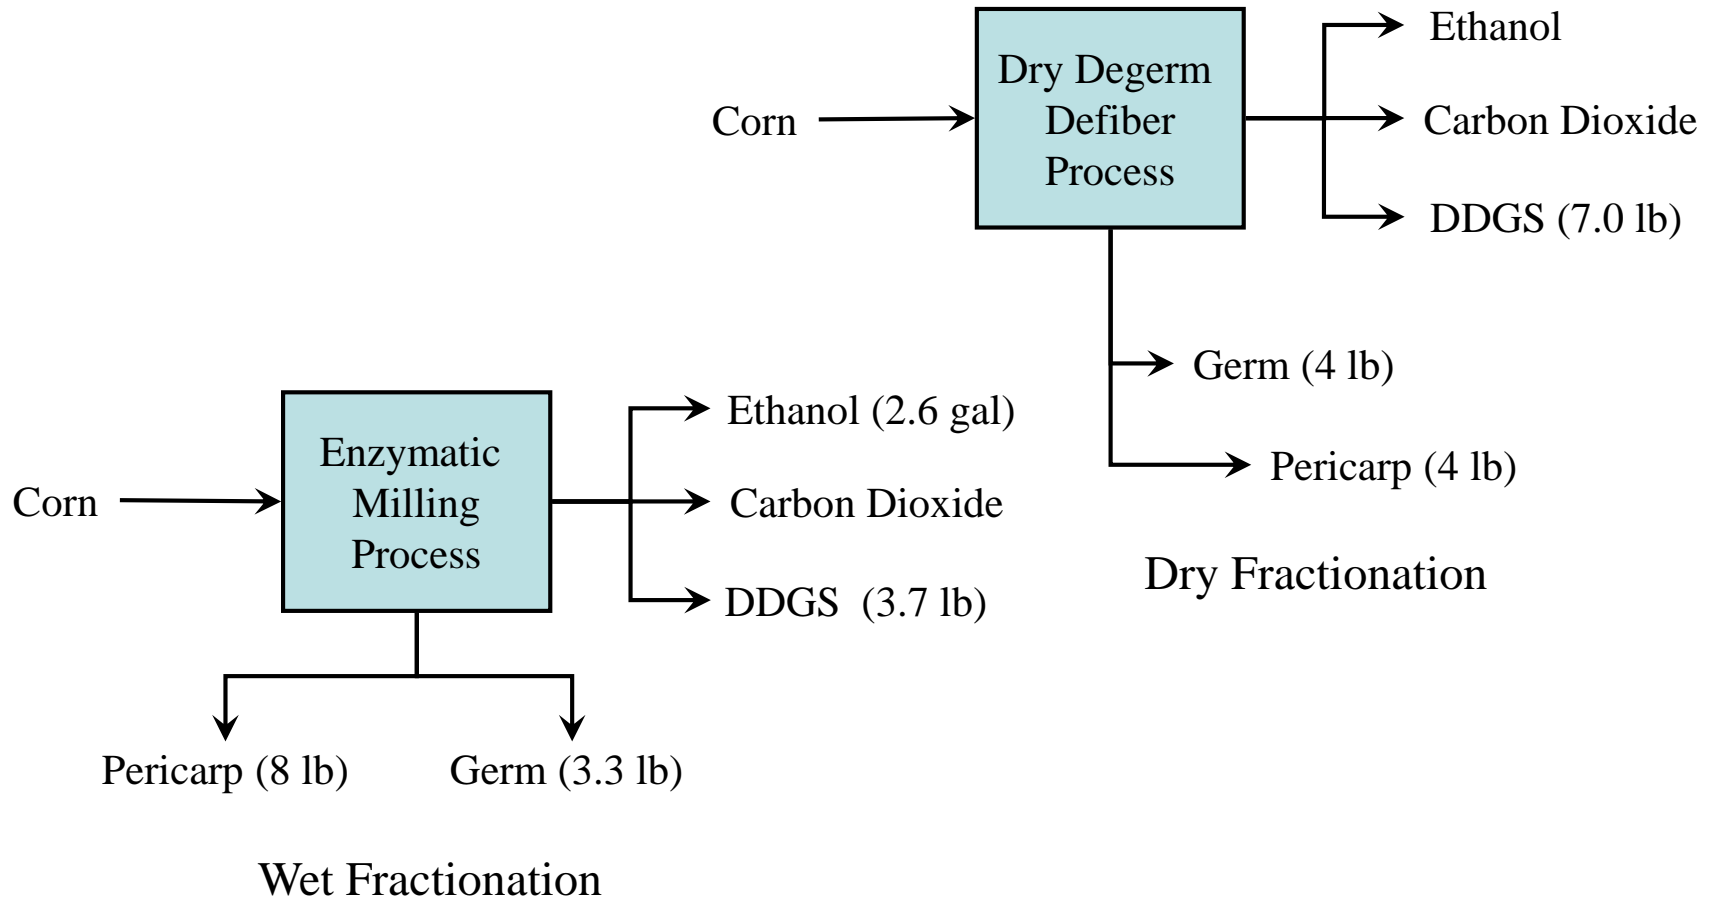 Ethanol
Dry Degerm
Defiber
Process
Corn
Carbon Dioxide
DDGS (7.0 lb)
Germ (4 lb)
Pericarp (4 lb)
Dry Fractionation
Enzymatic
Milling
Process
Corn
Ethanol (2.6 gal)
Carbon Dioxide
DDGS  (3.7 lb)
Pericarp (8 lb)
Germ (3.3 lb)
Wet Fractionation